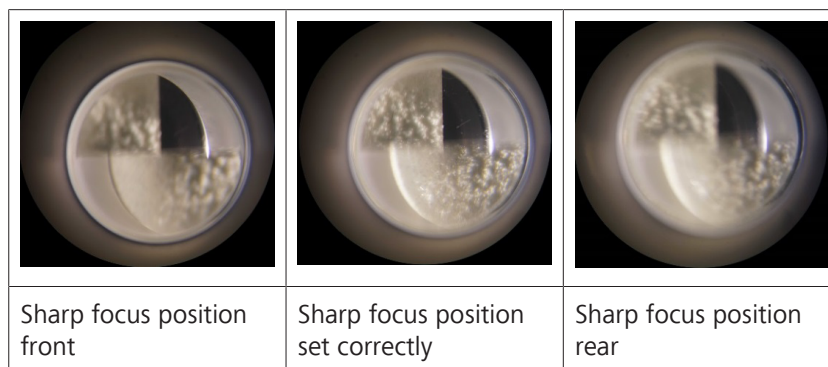 Sharp focus position
front
Sharp focus position
set correctly
Sharp focus position
rear